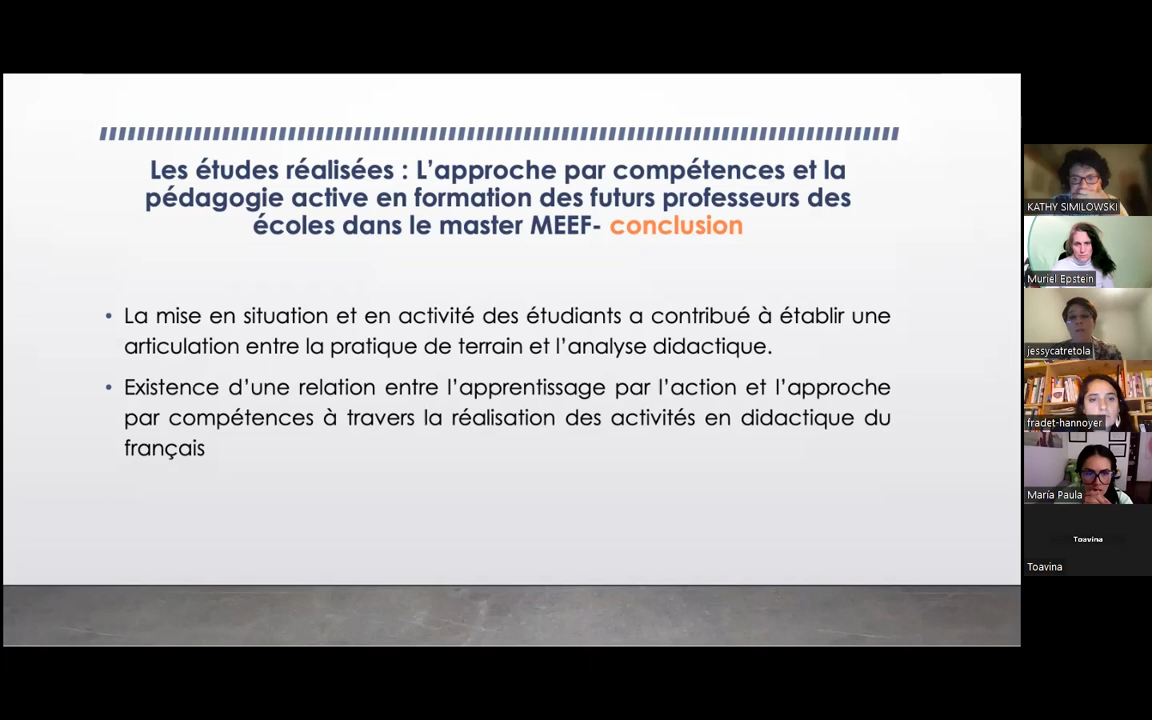 Les études réalisées : L’approche par compétences et la
pédagogie active en formation des futurs professeurs des
écoles dans le master MEEF- conclusion
• La mise en situation et en activité des étudiants a contribué à établir une
articulation entre la pratique de terrain et l’analyse didactique.
• Existence d’une relation entre l’apprentissage par l’action et l’approche
par compétences à travers la réalisation des activités en didactique du
français
KATHY SIMILOWSKI
Muriel Epstein
jessycatretola
fradet-hannoyer
María Paula
Toavina
Toavina